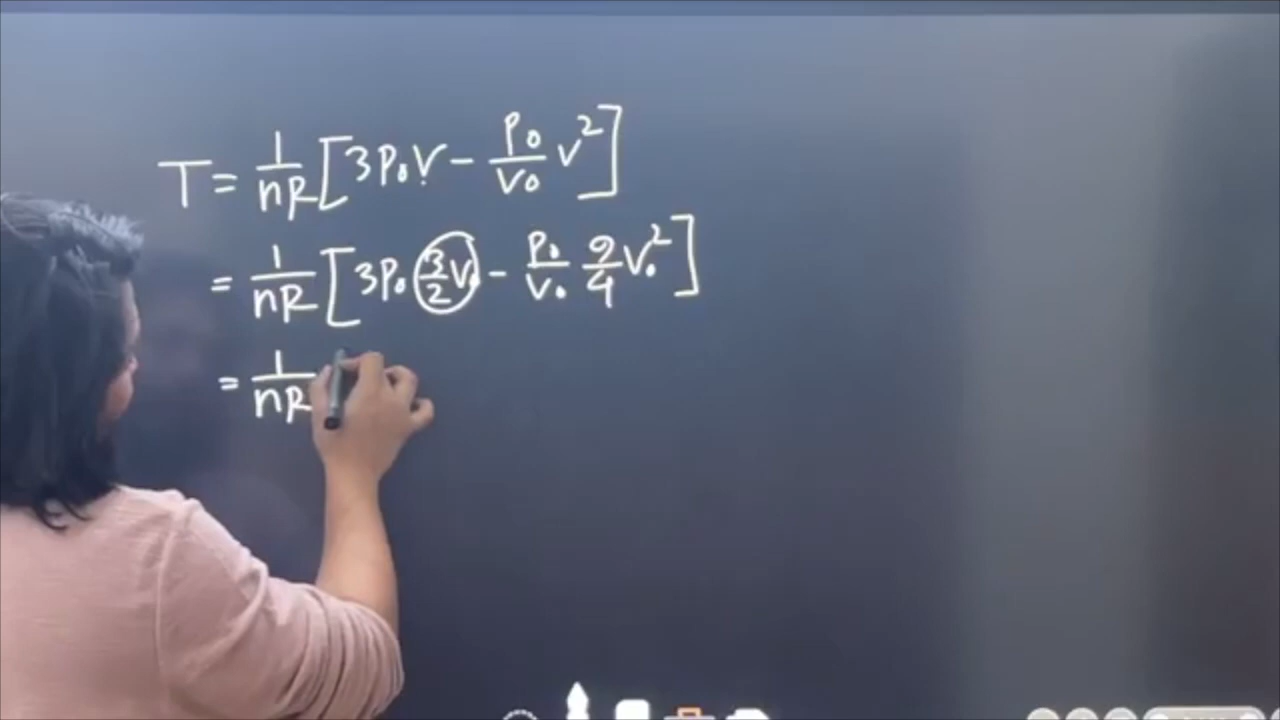 T = 1/nR [3P₀V - P₀/V₀ V²]
= 1/nR [3P₀ 3/2 V₀ - P₀/V₀ 9/4 V₀²]
= 1/nR